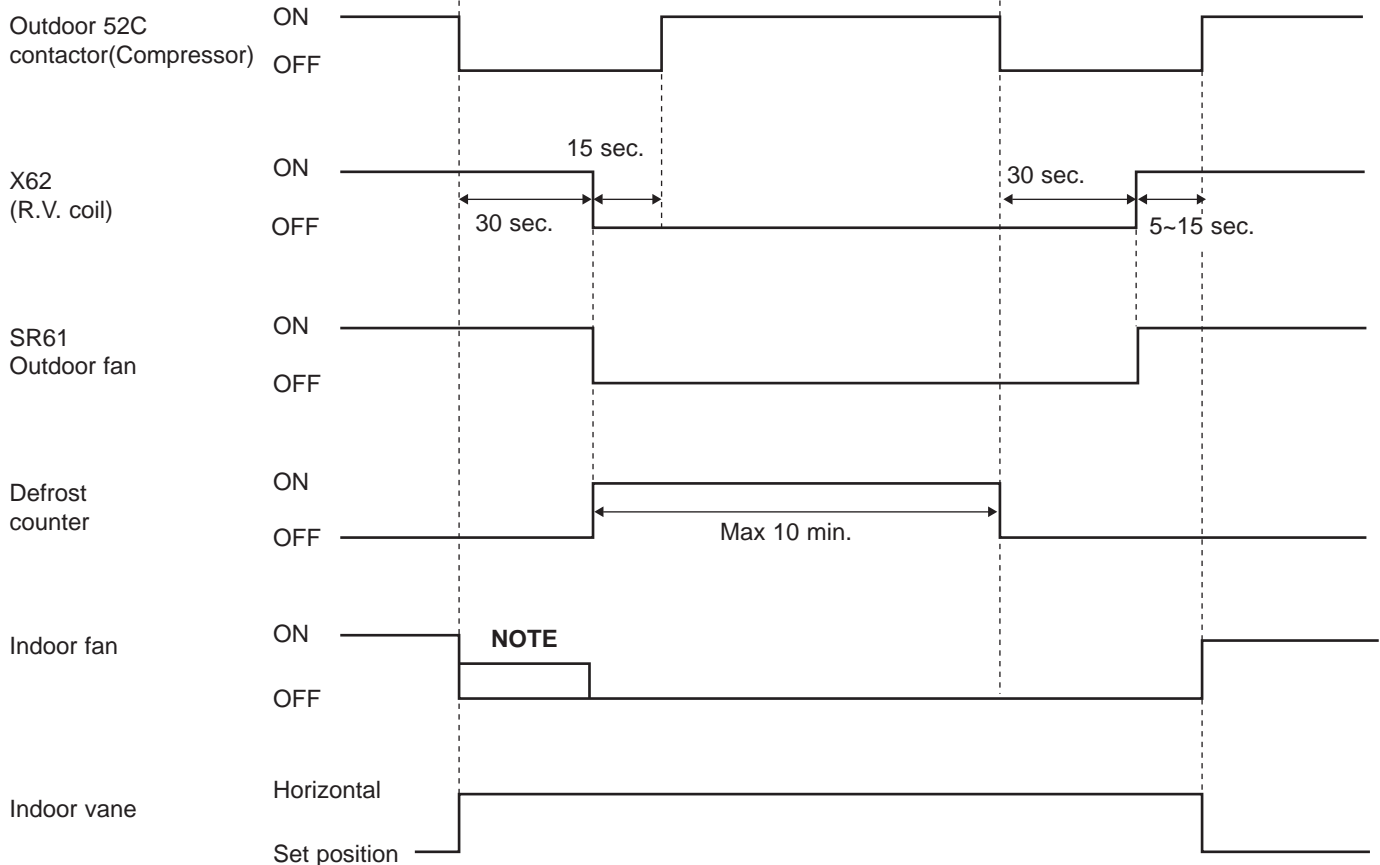 Outdoor 52C
contactor(Compressor)
ON
OFF
X62
(R.V. coil)
ON
OFF
15 sec.
30 sec.
30 sec.
5~15 sec.
SR61
Outdoor fan
ON
OFF
Defrost
counter
ON
OFF
Max 10 min.
Indoor fan
ON
OFF
NOTE
Indoor vane
Horizontal
Set position